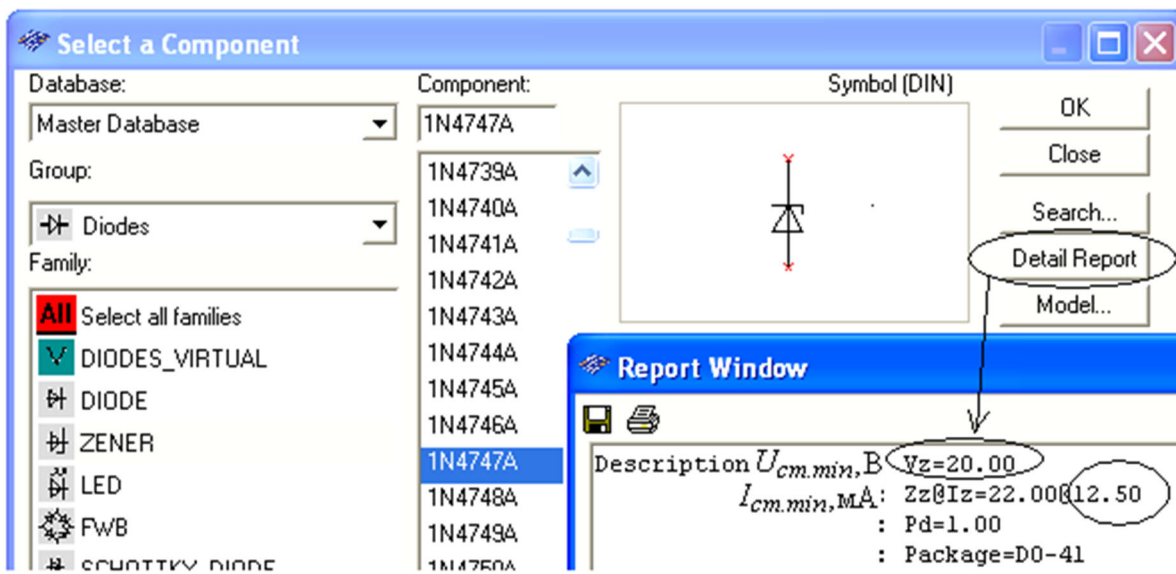 Select a Component
Database:
Master Database
Group:
Diodes
Family:
All Select all families
DIODES_VIRTUAL
DIODE
ZENER
LED
FWB
SCHOTTKY_DIODE
Component:
1N4747A
1N4739A
1N4740A
1N4741A
1N4742A
1N4743A
1N4744A
1N4745A
1N4746A
1N4747A
1N4748A
1N4749A
1N4750A
Symbol (DIN)
OK
Close
Search...
Detail Report
Model...
Report Window
Description Uст.min,В Vz=20.00
Iст.min,мА: Zz@Iz=22.00@12.50
: Pd=1.00
: Package=DO-41